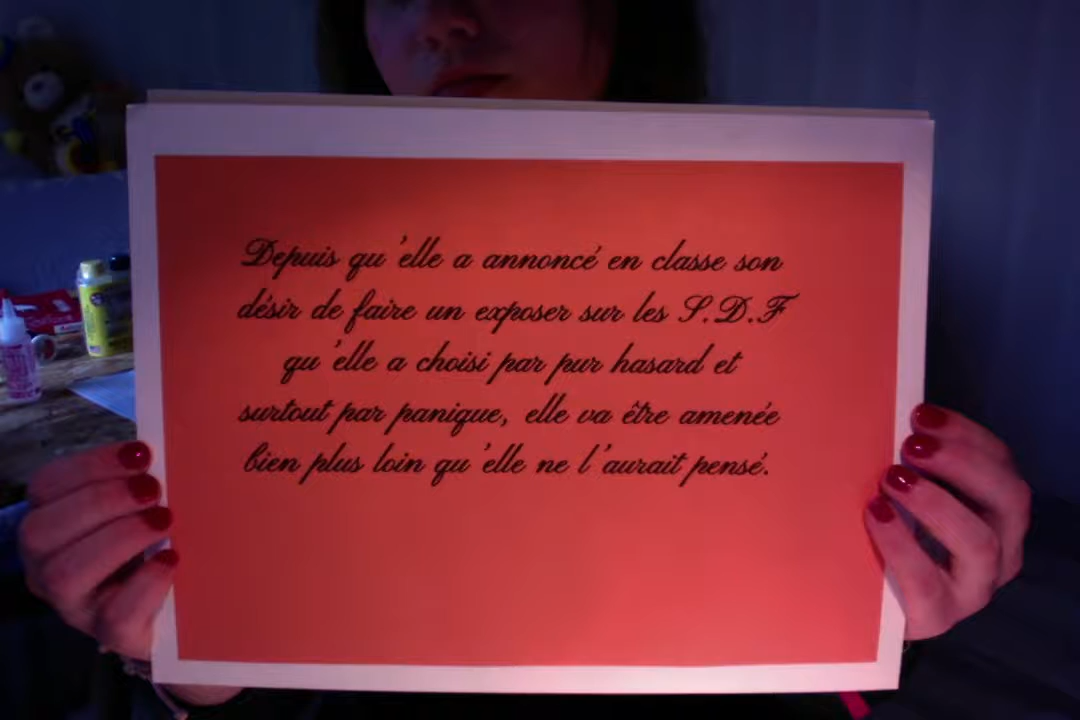 Depuis qu'elle a annoncé en classe son
désir de faire un exposer sur les S.D.F
qu'elle a choisi par pur hasard et
surtout par panique, elle va être amenée
bien plus loin qu'elle ne l'aurait pensé.